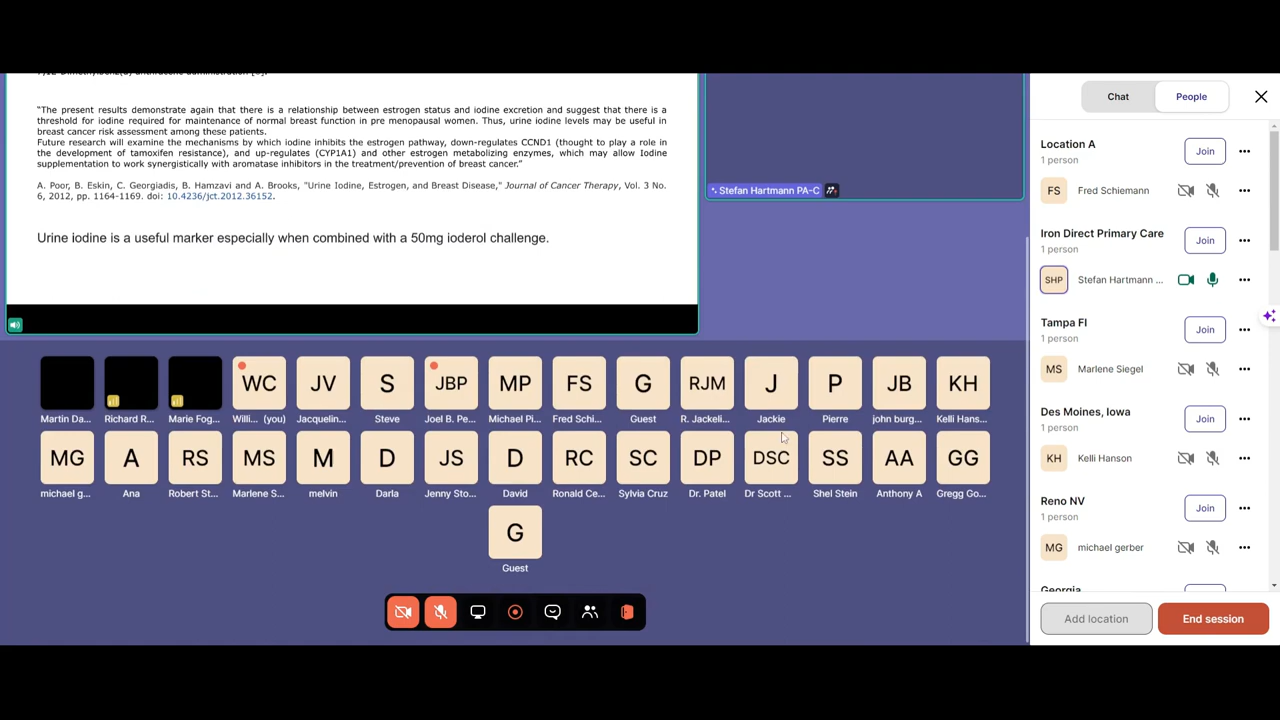 "The present results demonstrate again that there is a relationship between estrogen status and iodine excretion and suggest that there is a
threshold for iodine required for maintenance of normal breast function in pre menopausal women. Thus, urine iodine levels may be useful in
breast cancer risk assessment among these patients.
Future research will examine the mechanisms by which iodine inhibits the estrogen pathway, down-regulates CCND1 (thought to play a role in
the development of tamoxifen resistance), and up-regulates (CYP1A1) and other estrogen metabolizing enzymes, which may allow Iodine
supplementation to work synergistically with aromatase inhibitors in the treatment/prevention of breast cancer."
A. Poor, B. Eskin, C. Georgiadis, B. Hamzavi and A. Brooks, "Urine Iodine, Estrogen, and Breast Disease," Journal of Cancer Therapy, Vol. 3 No.
6, 2012, pp. 1164-1169. doi: 10.4236/jct.2012.36152.
Urine iodine is a useful marker especially when combined with a 50mg ioderol challenge.
Stefan Hartmann PA-C
WC JV S JBP MP FS G RJM J P JB KH
Martin Da... Richard R... Marie Fog... Willi... (you) Jacquelin... Steve Joel B. Pe... Michael Pi... Fred Schi... Guest R. Jackeli... Jackie Pierre john burg... Kelli Hans...
MG A RS MS M D JS D RC SC DP DSC SS AA GG
michael g... Ana Robert St... Marlene S... melvin Darla Jenny Sto... David Ronald Ce... Sylvia Cruz Dr. Patel Dr Scott ... Shel Stein Anthony A Gregg Go...
G
Guest
Chat People
Location A
1 person
Join
FS Fred Schiemann
Iron Direct Primary Care
1 person
Join
SHP Stefan Hartmann ...
Tampa Fl
1 person
Join
MS Marlene Siegel
Des Moines, Iowa
1 person
Join
KH Kelli Hanson
Reno NV
1 person
Join
MG michael gerber
Georgia
Add location End session